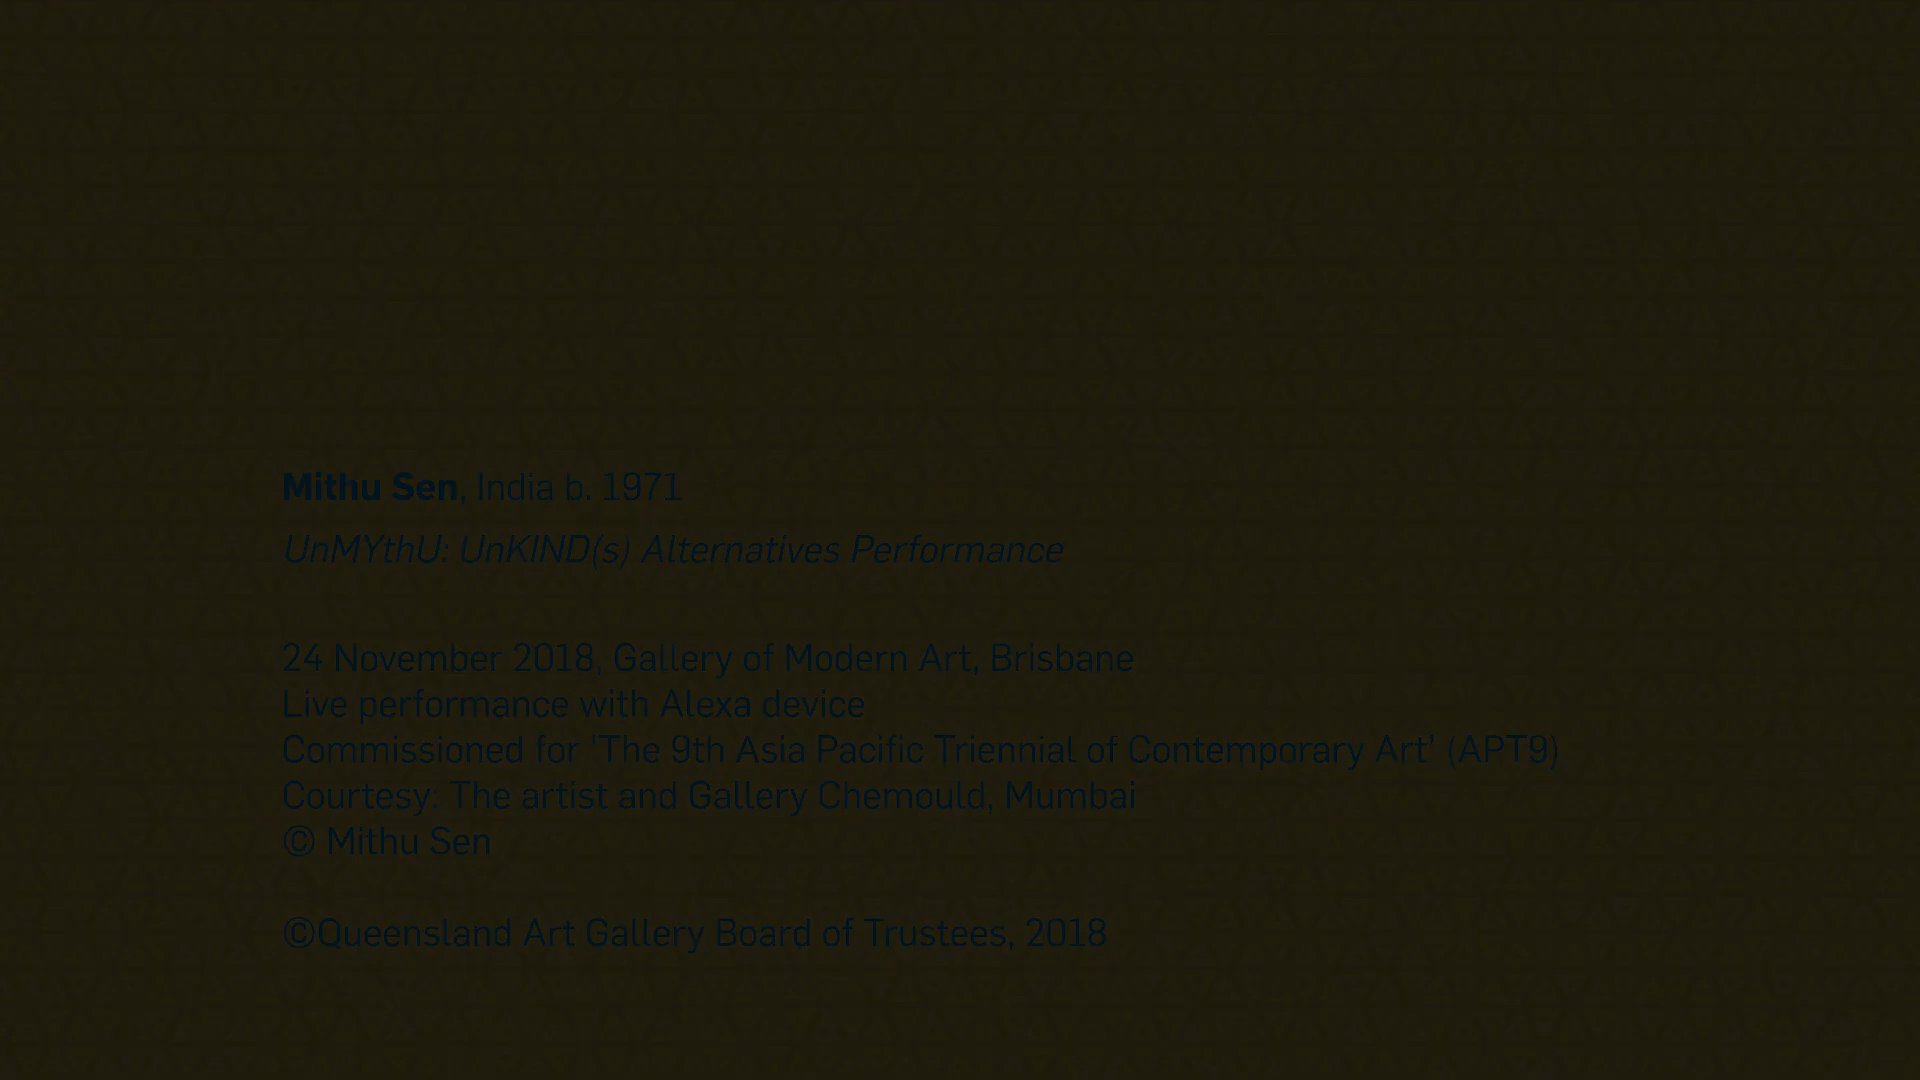 Mithu Sen, India b. 1971
UnMYthU: UnKIND(s) Alternatives Performance
24 November 2018, Gallery of Modern Art, Brisbane
Live performance with Alexa device
Commissioned for ‘The 9th Asia Pacific Triennial of Contemporary Art’ (APT9)
Courtesy: The artist and Gallery Chemould, Mumbai
© Mithu Sen
©Queensland Art Gallery Board of Trustees, 2018